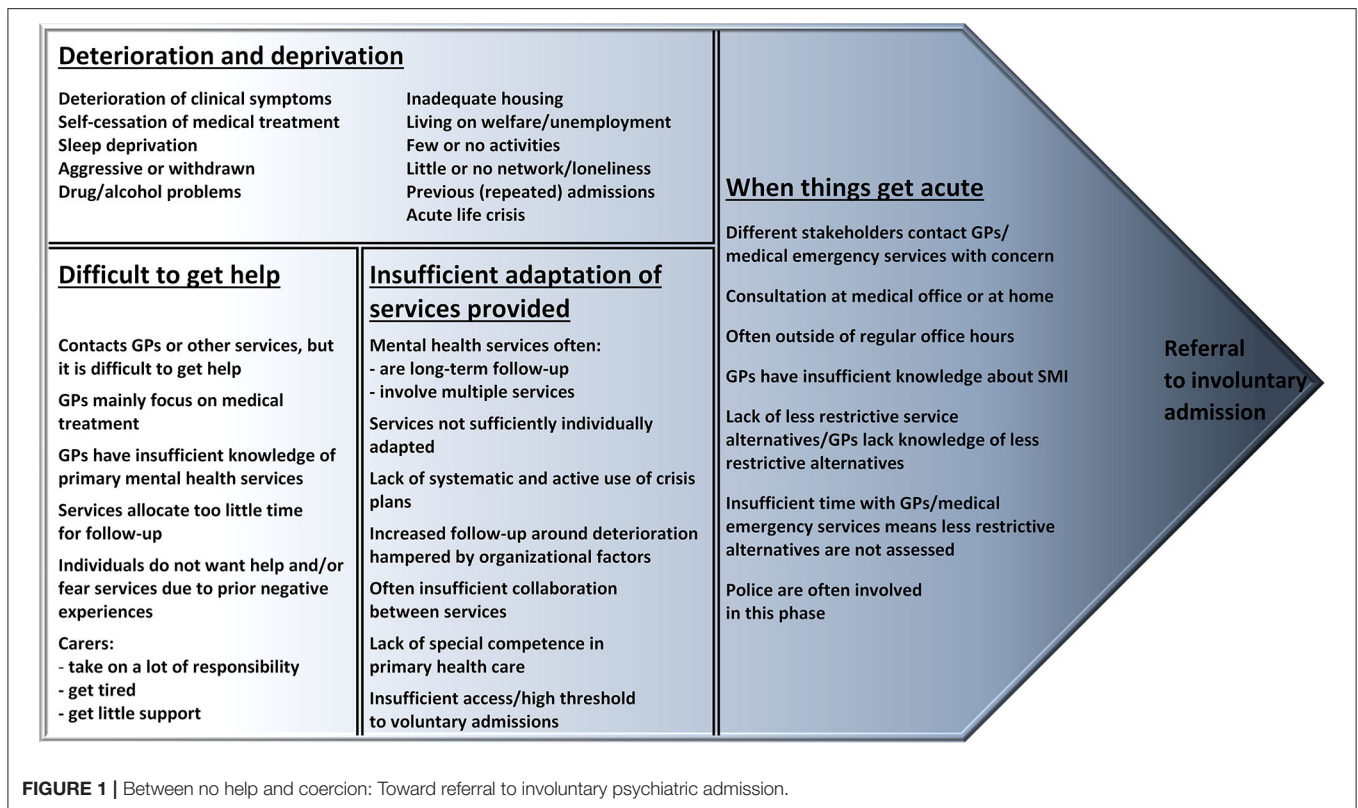 Deterioration and deprivation
Deterioration of clinical symptoms
Self-cessation of medical treatment
Sleep deprivation
Aggressive or withdrawn
Drug/alcohol problems
Inadequate housing
Living on welfare/unemployment
Few or no activities
Little or no network/loneliness
Previous (repeated) admissions
Acute life crisis
Difficult to get help
Contacts GPs or other services, but
it is difficult to get help
GPs mainly focus on medical
treatment
GPs have insufficient knowledge of
primary mental health services
Services allocate too little time
for follow-up
Individuals do not want help and/or
fear services due to prior negative
experiences
Carers:
- take on a lot of responsibility
- get tired
- get little support
Insufficient adaptation of
services provided
Mental health services often:
- are long-term follow-up
- involve multiple services
Services not sufficiently individually
adapted
Lack of systematic and active use of crisis
plans
Increased follow-up around deterioration
hampered by organizational factors
Often insufficient collaboration
between services
Lack of special competence in
primary health care
Insufficient access/high threshold
to voluntary admissions
When things get acute
Different stakeholders contact GPs/
medical emergency services with concern
Consultation at medical office or at home
Often outside of regular office hours
GPs have insufficient knowledge about SMI
Lack of less restrictive service
alternatives/GPs lack knowledge of less
restrictive alternatives
Insufficient time with GPs/medical
emergency services means less restrictive
alternatives are not assessed
Police are often involved
in this phase
Referral
to involuntary
admission
FIGURE 1 | Between no help and coercion: Toward referral to involuntary psychiatric admission.